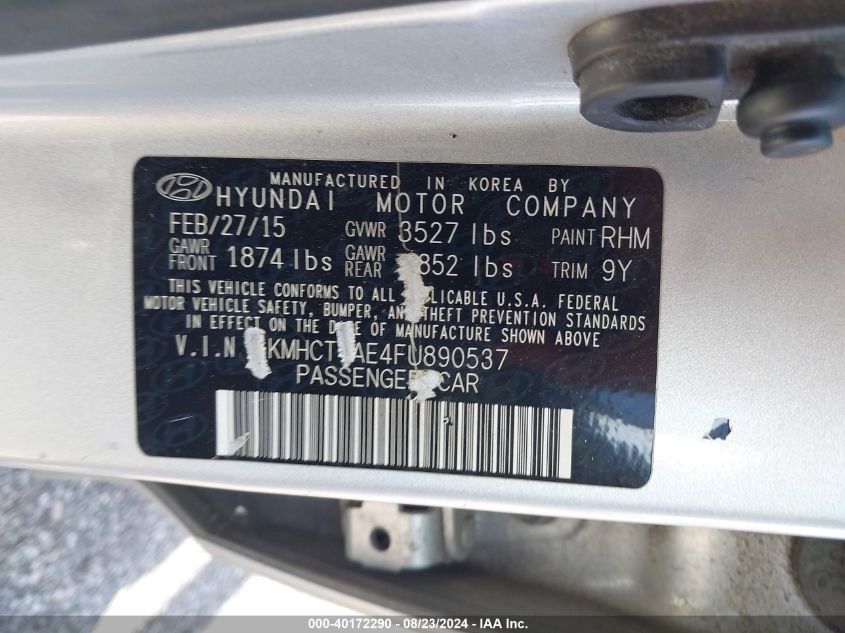 MANUFACTURED IN KOREA BY
HYUNDAI MOTOR COMPANY
FEB/27/15 GVWR 3527 lbs PAINT RHM
GAWR FRONT 1874 lbs GAWR REAR 852 lbs TRIM 9Y
THIS VEHICLE CONFORMS TO ALL PLICABLE U.S.A. FEDERAL
MOTOR VEHICLE SAFETY, BUMPER, AND THEFT PREVENTION STANDARDS
IN EFFECT ON THE DATE OF MANUFACTURE SHOWN ABOVE
V.I.N KMHCT AE4FU890537
PASSENGER CAR
000-40172290 - 08/23/2024 - IAA Inc.